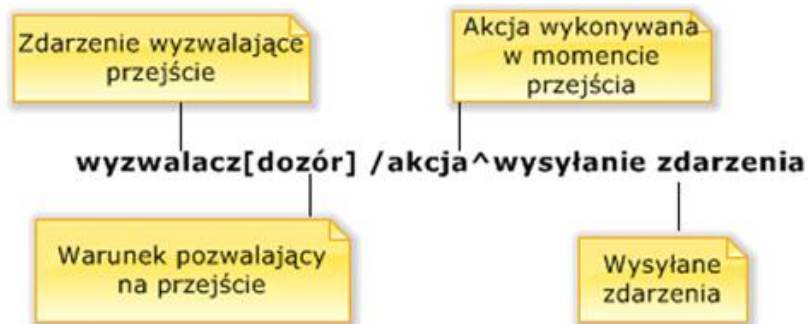 Zdarzenie wyzwalające
przejście
Akcja wykonywana
w momencie
przejścia
wyzwalacz[dozór] /akcja^wysyłanie zdarzenia
Warunek pozwalający
na przejście
Wysyłane
zdarzenia